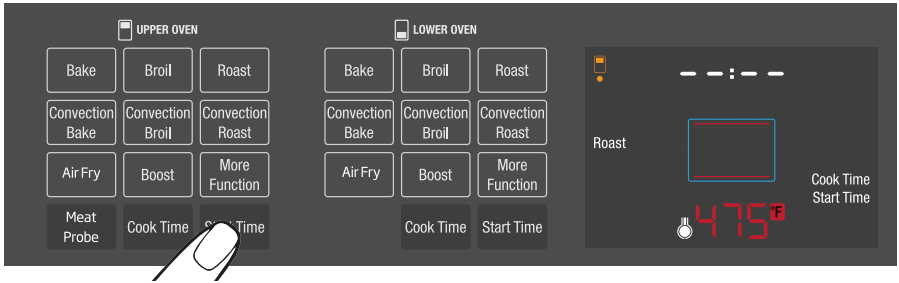 UPPER OVEN
Bake
Broil
Roast
Convection
Bake
Convection
Broil
Convection
Roast
Air Fry
Boost
More
Function
Meat
Probe
Cook Time
Start Time
LOWER OVEN
Bake
Broil
Roast
Convection
Bake
Convection
Broil
Convection
Roast
Air Fry
Boost
More
Function
Cook Time
Start Time
--:--
Roast
Cook Time
Start Time
475°F